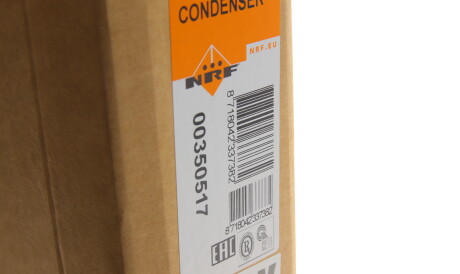 CONDENSER
NRF.EU
NRF
00350517
8718042337382
8718042337382
EAC